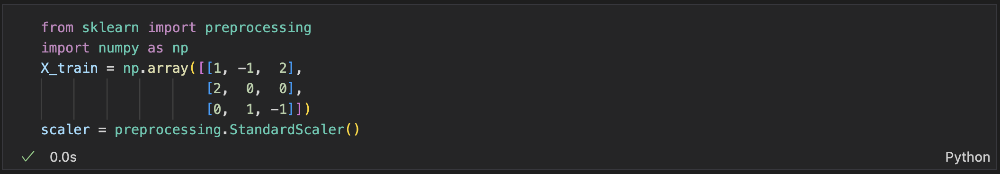 from sklearn import preprocessing
import numpy as np
X_train = np.array([[1, -1,  2],
                    [2,  0,  0],
                    [0,  1, -1]])
scaler = preprocessing.StandardScaler()
0.0s
Python